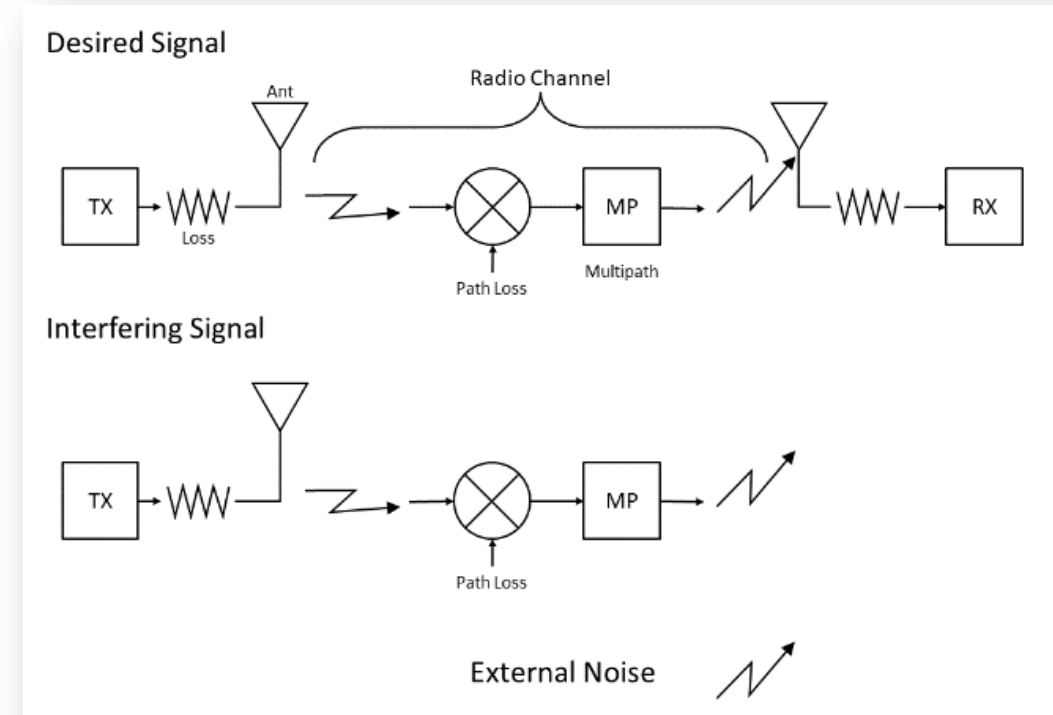 Desired Signal
Radio Channel
Ant
TX
Loss
MP
RX
Path Loss
Multipath
Interfering Signal
TX
MP
Path Loss
External Noise